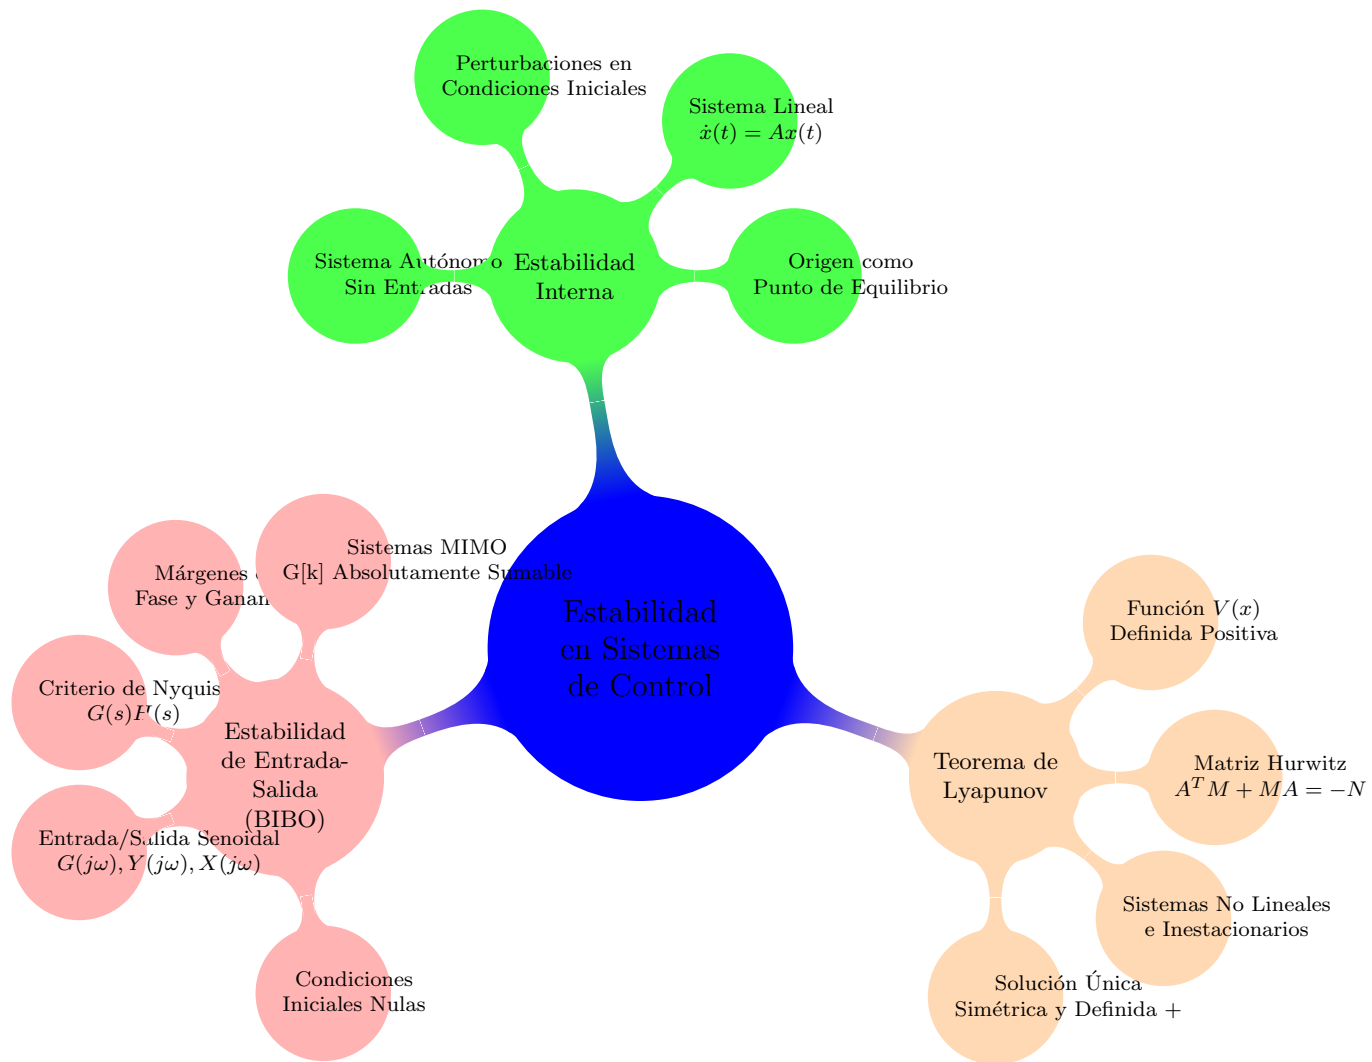 Perturbaciones en
Condiciones Iniciales
Sistema Lineal
ẋ(t) = Ax(t)
Sistema Autónomo
Sin Entradas
Estabilidad
Interna
Origen como
Punto de Equilibrio
Sistemas MIMO
G[k] Absolutamente Sumable
Márgenes
Fase y Ganan
Estabilidad
en Sistemas
de Control
Criterio de Nyquis
G(s)H(s)
Estabilidad
de Entrada-
Salida
(BIBO)
Entrada/Salida Senoidal
G(jω), Y(jω), X(jω)
Condiciones
Iniciales Nulas
Función V(x)
Definida Positiva
Teorema de
Lyapunov
Matriz Hurwitz
AᵀM + MA = −N
Sistemas No Lineales
e Inestacionarios
Solución Única
Simétrica y Definida +